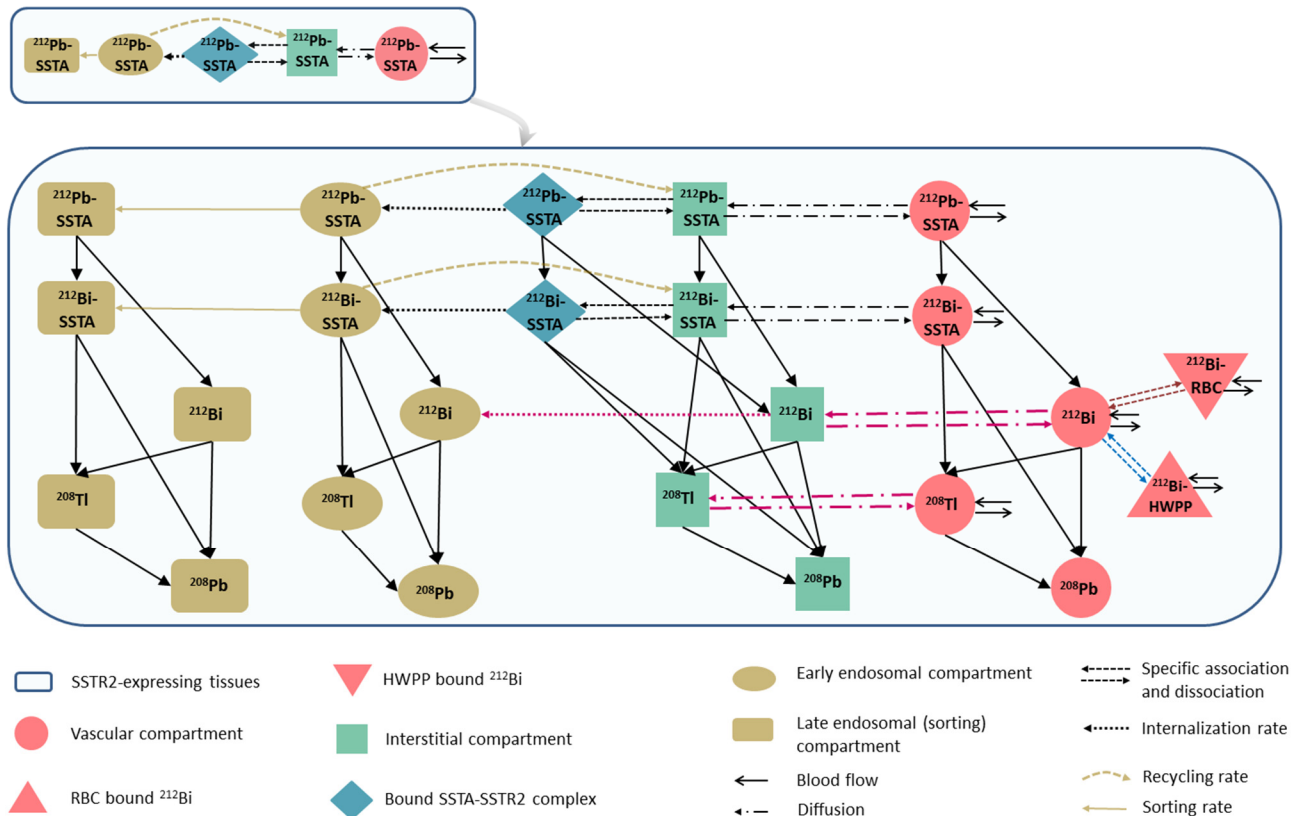 ²¹²Pb-
SSTA
²¹²Pb-
SSTA
²¹²Pb-
SSTA
²¹²Pb-
SSTA
²¹²Pb-
SSTA
²¹²Pb-
SSTA
²¹²Pb-
SSTA
²¹²Pb-
SSTA
²¹²Pb-
SSTA
²¹²Pb-
SSTA
²¹²Bi-
SSTA
²¹²Bi-
SSTA
²¹²Bi-
SSTA
²¹²Bi-
SSTA
²¹²Bi-
SSTA
²¹²Bi
²¹²Bi
²¹²Bi
²¹²Bi
²¹²Bi-
RBC
²⁰⁸Tl
²⁰⁸Tl
²⁰⁸Tl
²⁰⁸Tl
²¹²Bi-
HWPP
²⁰⁸Pb
²⁰⁸Pb
²⁰⁸Pb
²⁰⁸Pb
SSTR2-expressing tissues
Vascular compartment
RBC bound ²¹²Bi
HWPP bound ²¹²Bi
Interstitial compartment
Bound SSTA-SSTR2 complex
Early endosomal compartment
Late endosomal (sorting)
compartment
Blood flow
Diffusion
Specific association
and dissociation
Internalization rate
Recycling rate
Sorting rate